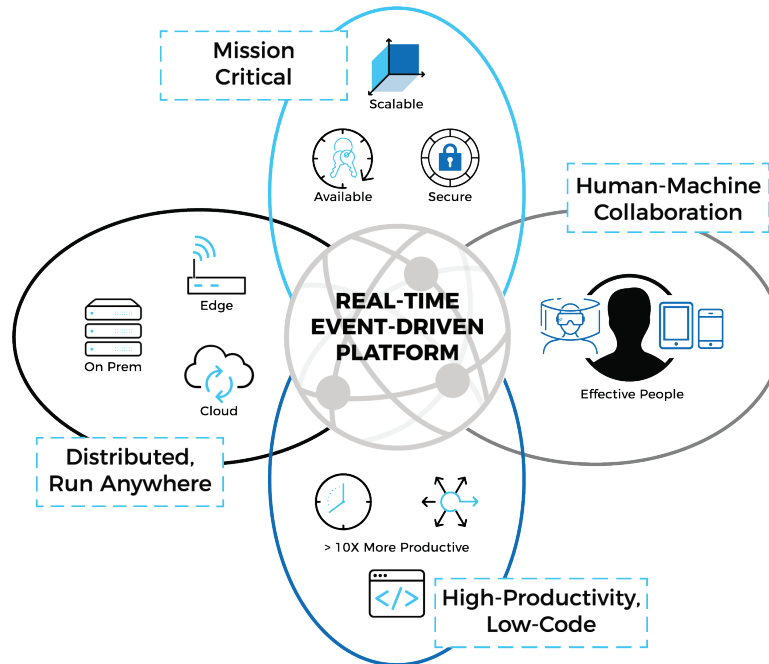 Mission
Critical
Scalable
Available
Secure
Human-Machine
Collaboration
Edge
On Prem
Cloud
REAL-TIME
EVENT-DRIVEN
PLATFORM
Effective People
Distributed,
Run Anywhere
> 10X More Productive
</>
High-Productivity,
Low-Code